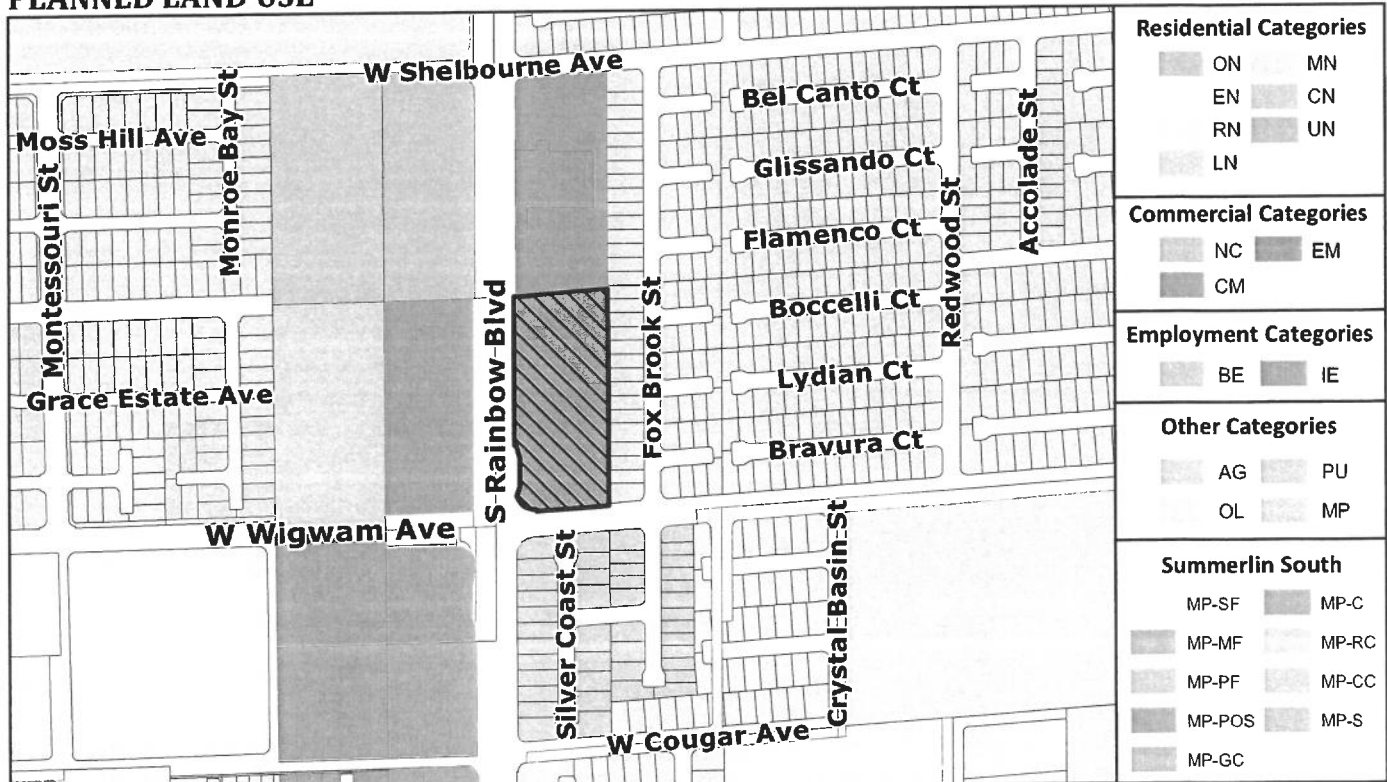 PLANNED LAND USE
W Shelbourne Ave
Moss Hill Ave
Monroe Bay St
Montessouri St
Grace Estate Ave
W Wigwam Ave
S Rainbow Blvd
Fox Brook St
Bel Canto Ct
Glissando Ct
Flamenco Ct
Boccelli Ct
Lydian Ct
Bravura Ct
Redwood St
Accolade St
Silver Coast St
Crystal Basin St
W Cougar Ave
Residential Categories
ON MN
EN CN
RN UN
LN
Commercial Categories
NC EM
CM
Employment Categories
BE IE
Other Categories
AG PU
OL MP
Summerlin South
MP-SF MP-C
MP-MF MP-RC
MP-PF MP-CC
MP-POS MP-S
MP-GC